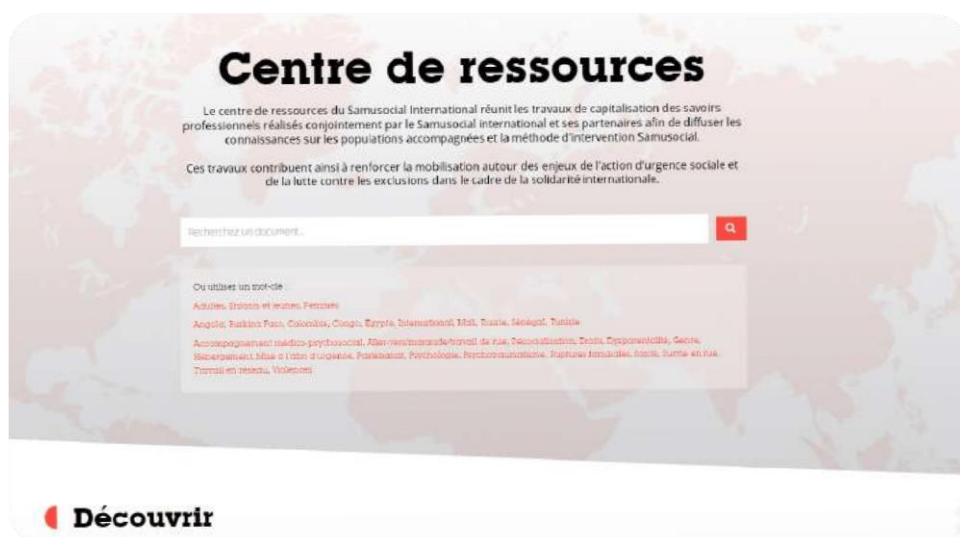 Centre de ressources
Le centre de ressources du Samusocial International réunit les travaux de capitalisation des savoirs
professionnels réalisés conjointement par le Samusocial international et ses partenaires afin de diffuser les
connaissances sur les populations accompagnées et la méthode d'intervention Samusocial.
Ces travaux contribuent ainsi à renforcer la mobilisation autour des enjeux de l'action d'urgence sociale et
de la lutte contre les exclusions dans le cadre de la solidarité internationale.
Recherchez un document...
Ou utilisez un mot-clé :
Adultes, Enfants et jeunes, Femmes
Angola, Burkina Faso, Colombie, Congo, Egypte, International, Mali, Russie, Sénégal, Tunisie
Accompagnement médico-psychosocial, Aller-vers/maraude/travail de rue, Décocaïnisation, Droits, Dysparentalité, Genre,
Hébergement, Mise à l'abri d'urgence, Partenariat, Psychologie, Psychotraumatisme, Ruptures familiales, Santé, Survie en rue,
Travail en réseau, Violences
Découvrir